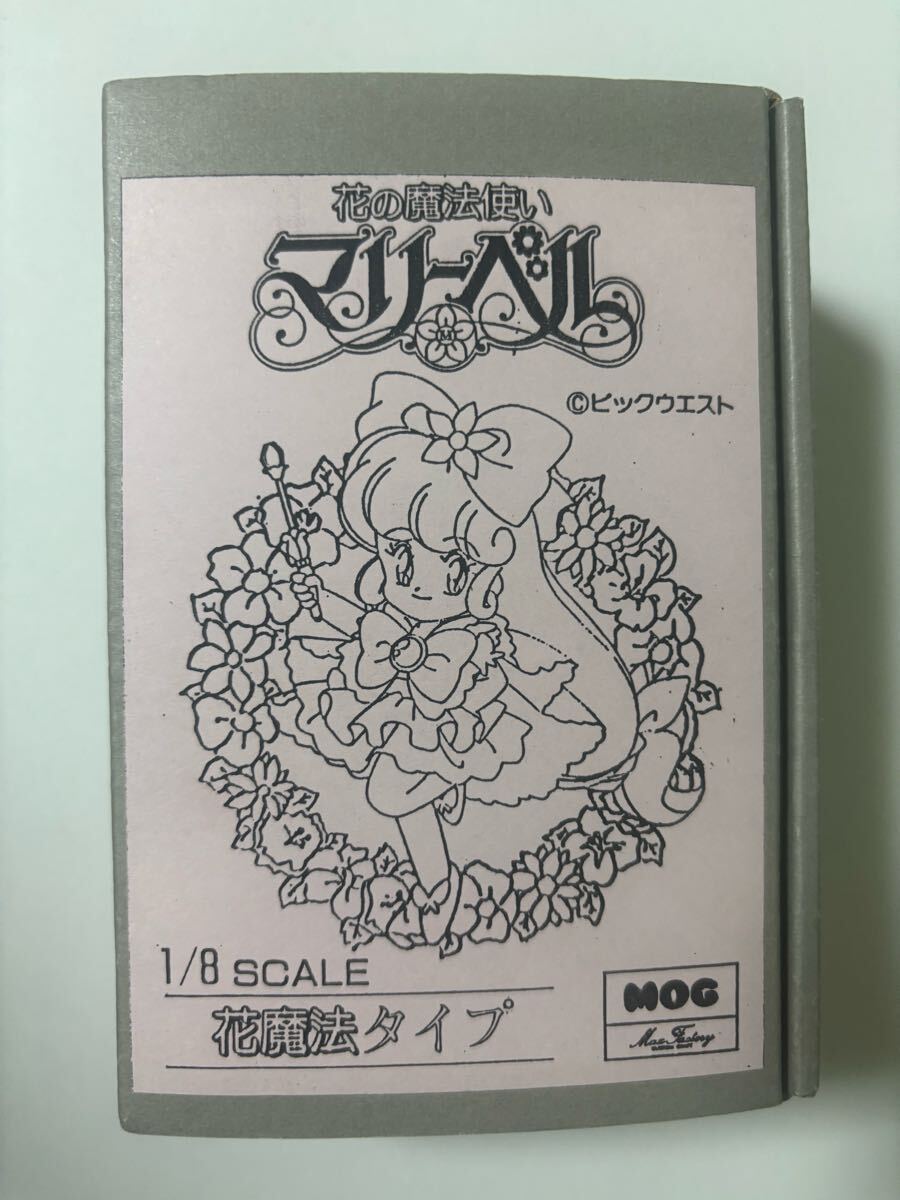 花の魔法使い
マリーベル
M
©ビックウエスト
1/8 SCALE
花魔法タイプ
MOG
Max Factory